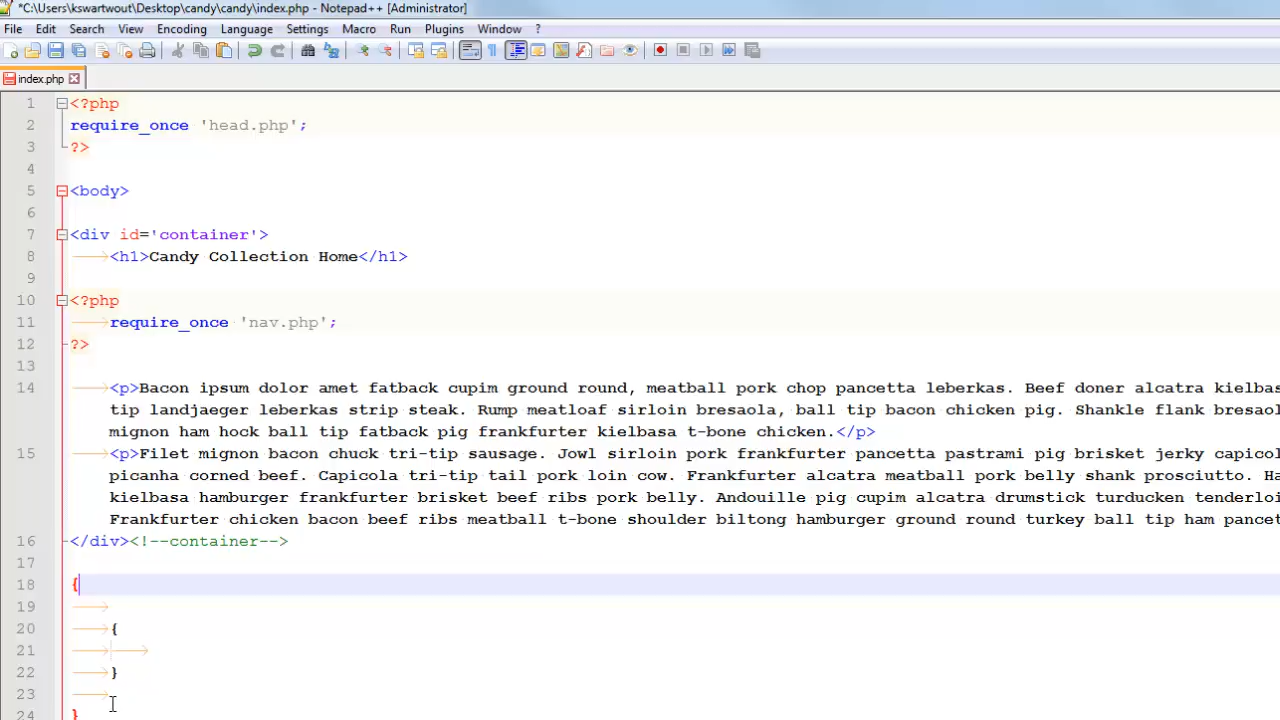 *C:\Users\kswartwout\Desktop\candy\candy\index.php - Notepad++ [Administrator]
File Edit Search View Encoding Language Settings Macro Run Plugins Window ?
index.php
1 <?php
2 require_once 'head.php';
3 ?>
4
5 <body>
6
7 <div id='container'>
8 <h1>Candy Collection Home</h1>
9
10 <?php
11 require_once 'nav.php';
12 ?>
13
14 <p>Bacon ipsum dolor amet fatback cupim ground round, meatball pork chop pancetta leberkas. Beef doner alcatra kielbas
tip landjaeger leberkas strip steak. Rump meatloaf sirloin bresaola, ball tip bacon chicken pig. Shankle flank bresaol
mignon ham hock ball tip fatback pig frankfurter kielbasa t-bone chicken.</p>
15 <p>Filet mignon bacon chuck tri-tip sausage. Jowl sirloin pork frankfurter pancetta pastrami pig brisket jerky capicol
picanha corned beef. Capicola tri-tip tail pork loin cow. Frankfurter alcatra meatball pork belly shank prosciutto. Ha
kielbasa hamburger frankfurter brisket beef ribs pork belly. Andouille pig cupim alcatra drumstick turducken tenderloi
Frankfurter chicken bacon beef ribs meatball t-bone shoulder biltong hamburger ground round turkey ball tip ham pancet
16 </div><!--container-->
17
18 {
19
20 {
21
22 }
23
24 }